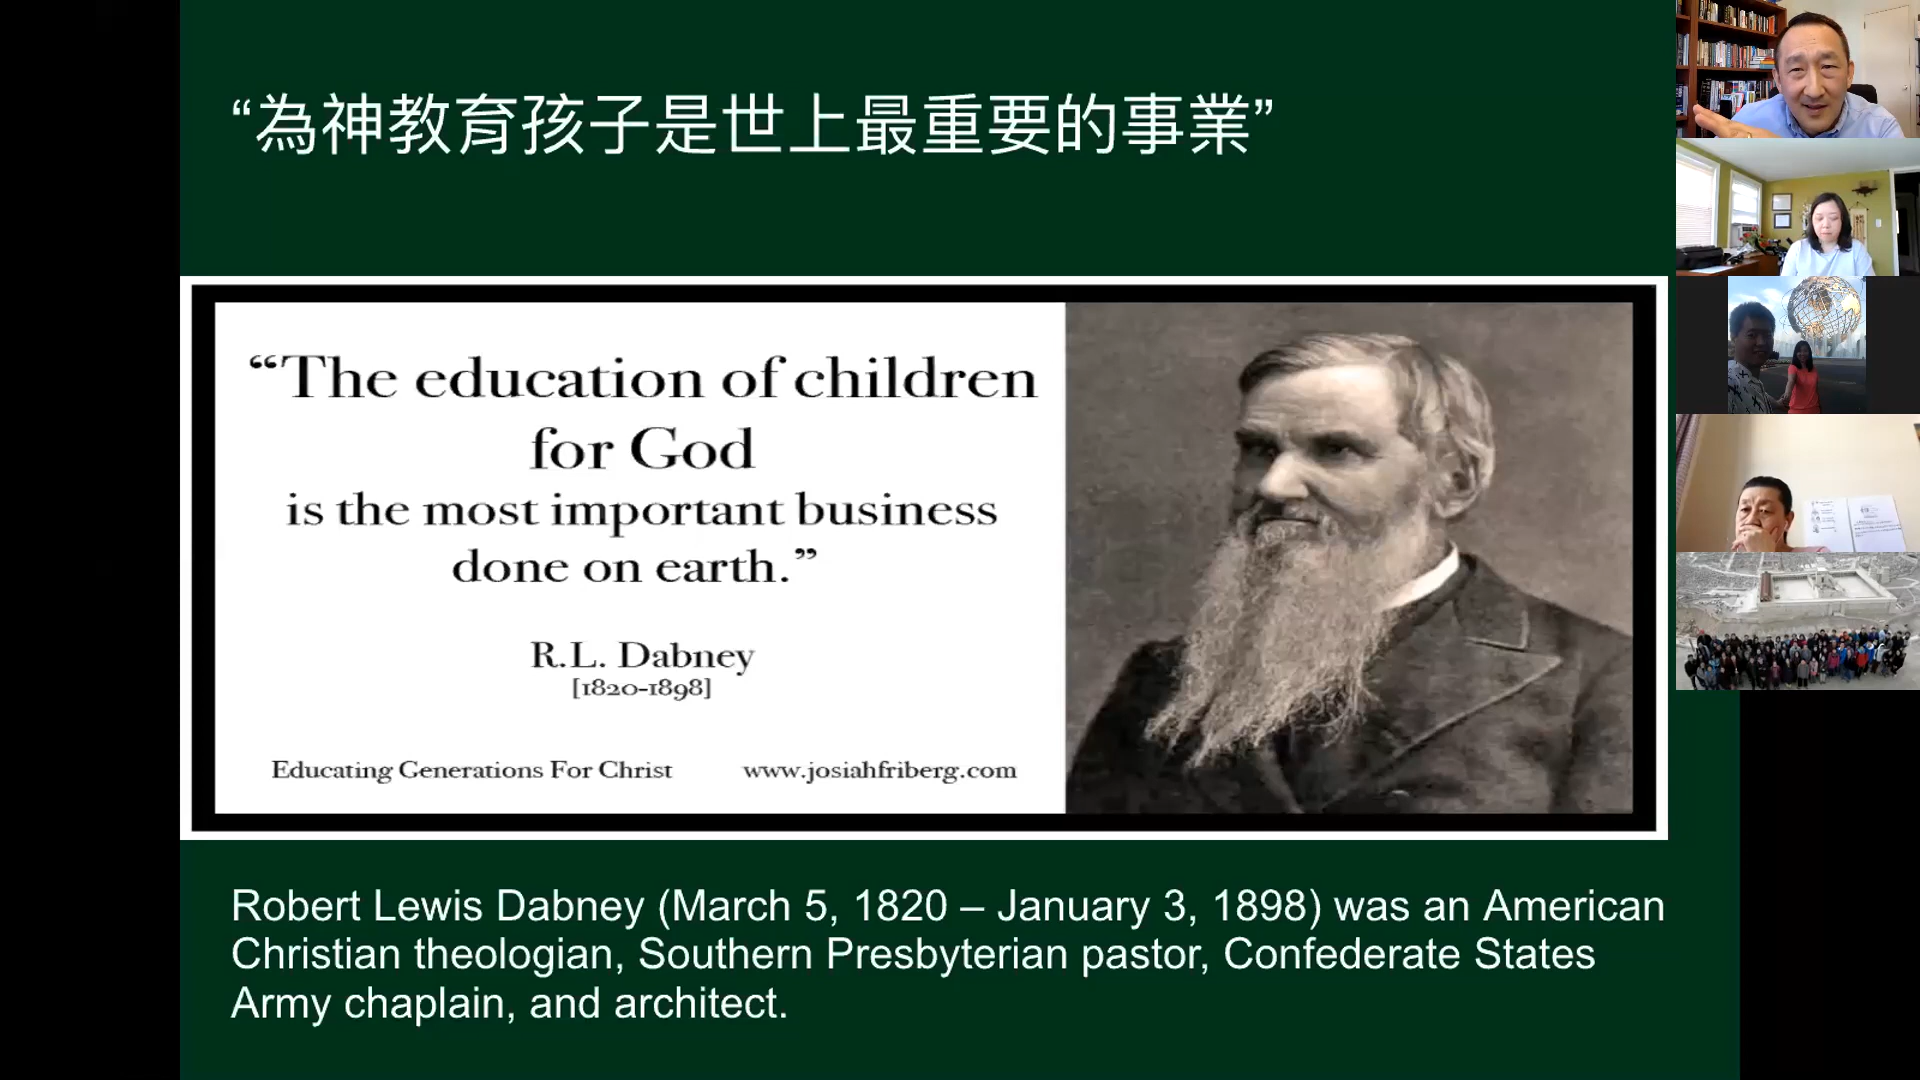 “為神教育孩子是世上最重要的事業”
“The education of children
for God
is the most important business
done on earth.”
R.L. Dabney
[1820-1898]
Educating Generations For Christ www.josiahfriberg.com
Robert Lewis Dabney (March 5, 1820 – January 3, 1898) was an American
Christian theologian, Southern Presbyterian pastor, Confederate States
Army chaplain, and architect.